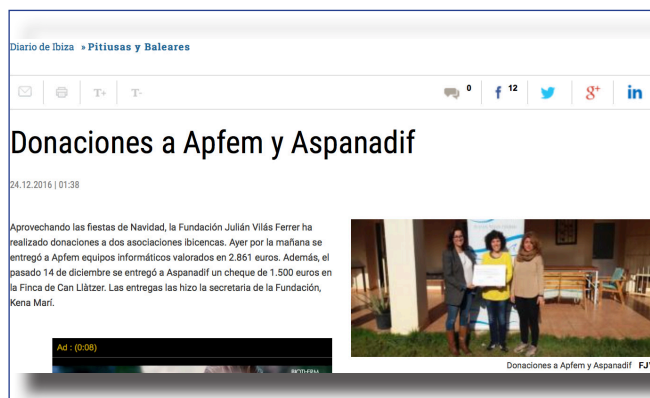 Diario de Ibiza » Pitiusas y Baleares
T+ T- 0 f 12 g+ in
Donaciones a Apfem y Aspanadif
24.12.2016 | 01:38
Aprovechando las fiestas de Navidad, la Fundación Julián Vilás Ferrer ha
realizado donaciones a dos asociaciones ibicencas. Ayer por la mañana se
entregó a Apfem equipos informáticos valorados en 2.861 euros. Además, el
pasado 14 de diciembre se entregó a Aspanadif un cheque de 1.500 euros en
la Finca de Can Llàtzer. Las entregas las hizo la secretaria de la Fundación,
Kena Marí.
Donaciones a Apfem y Aspanadif FJV
Ad : (0:08)
BIOTHERM